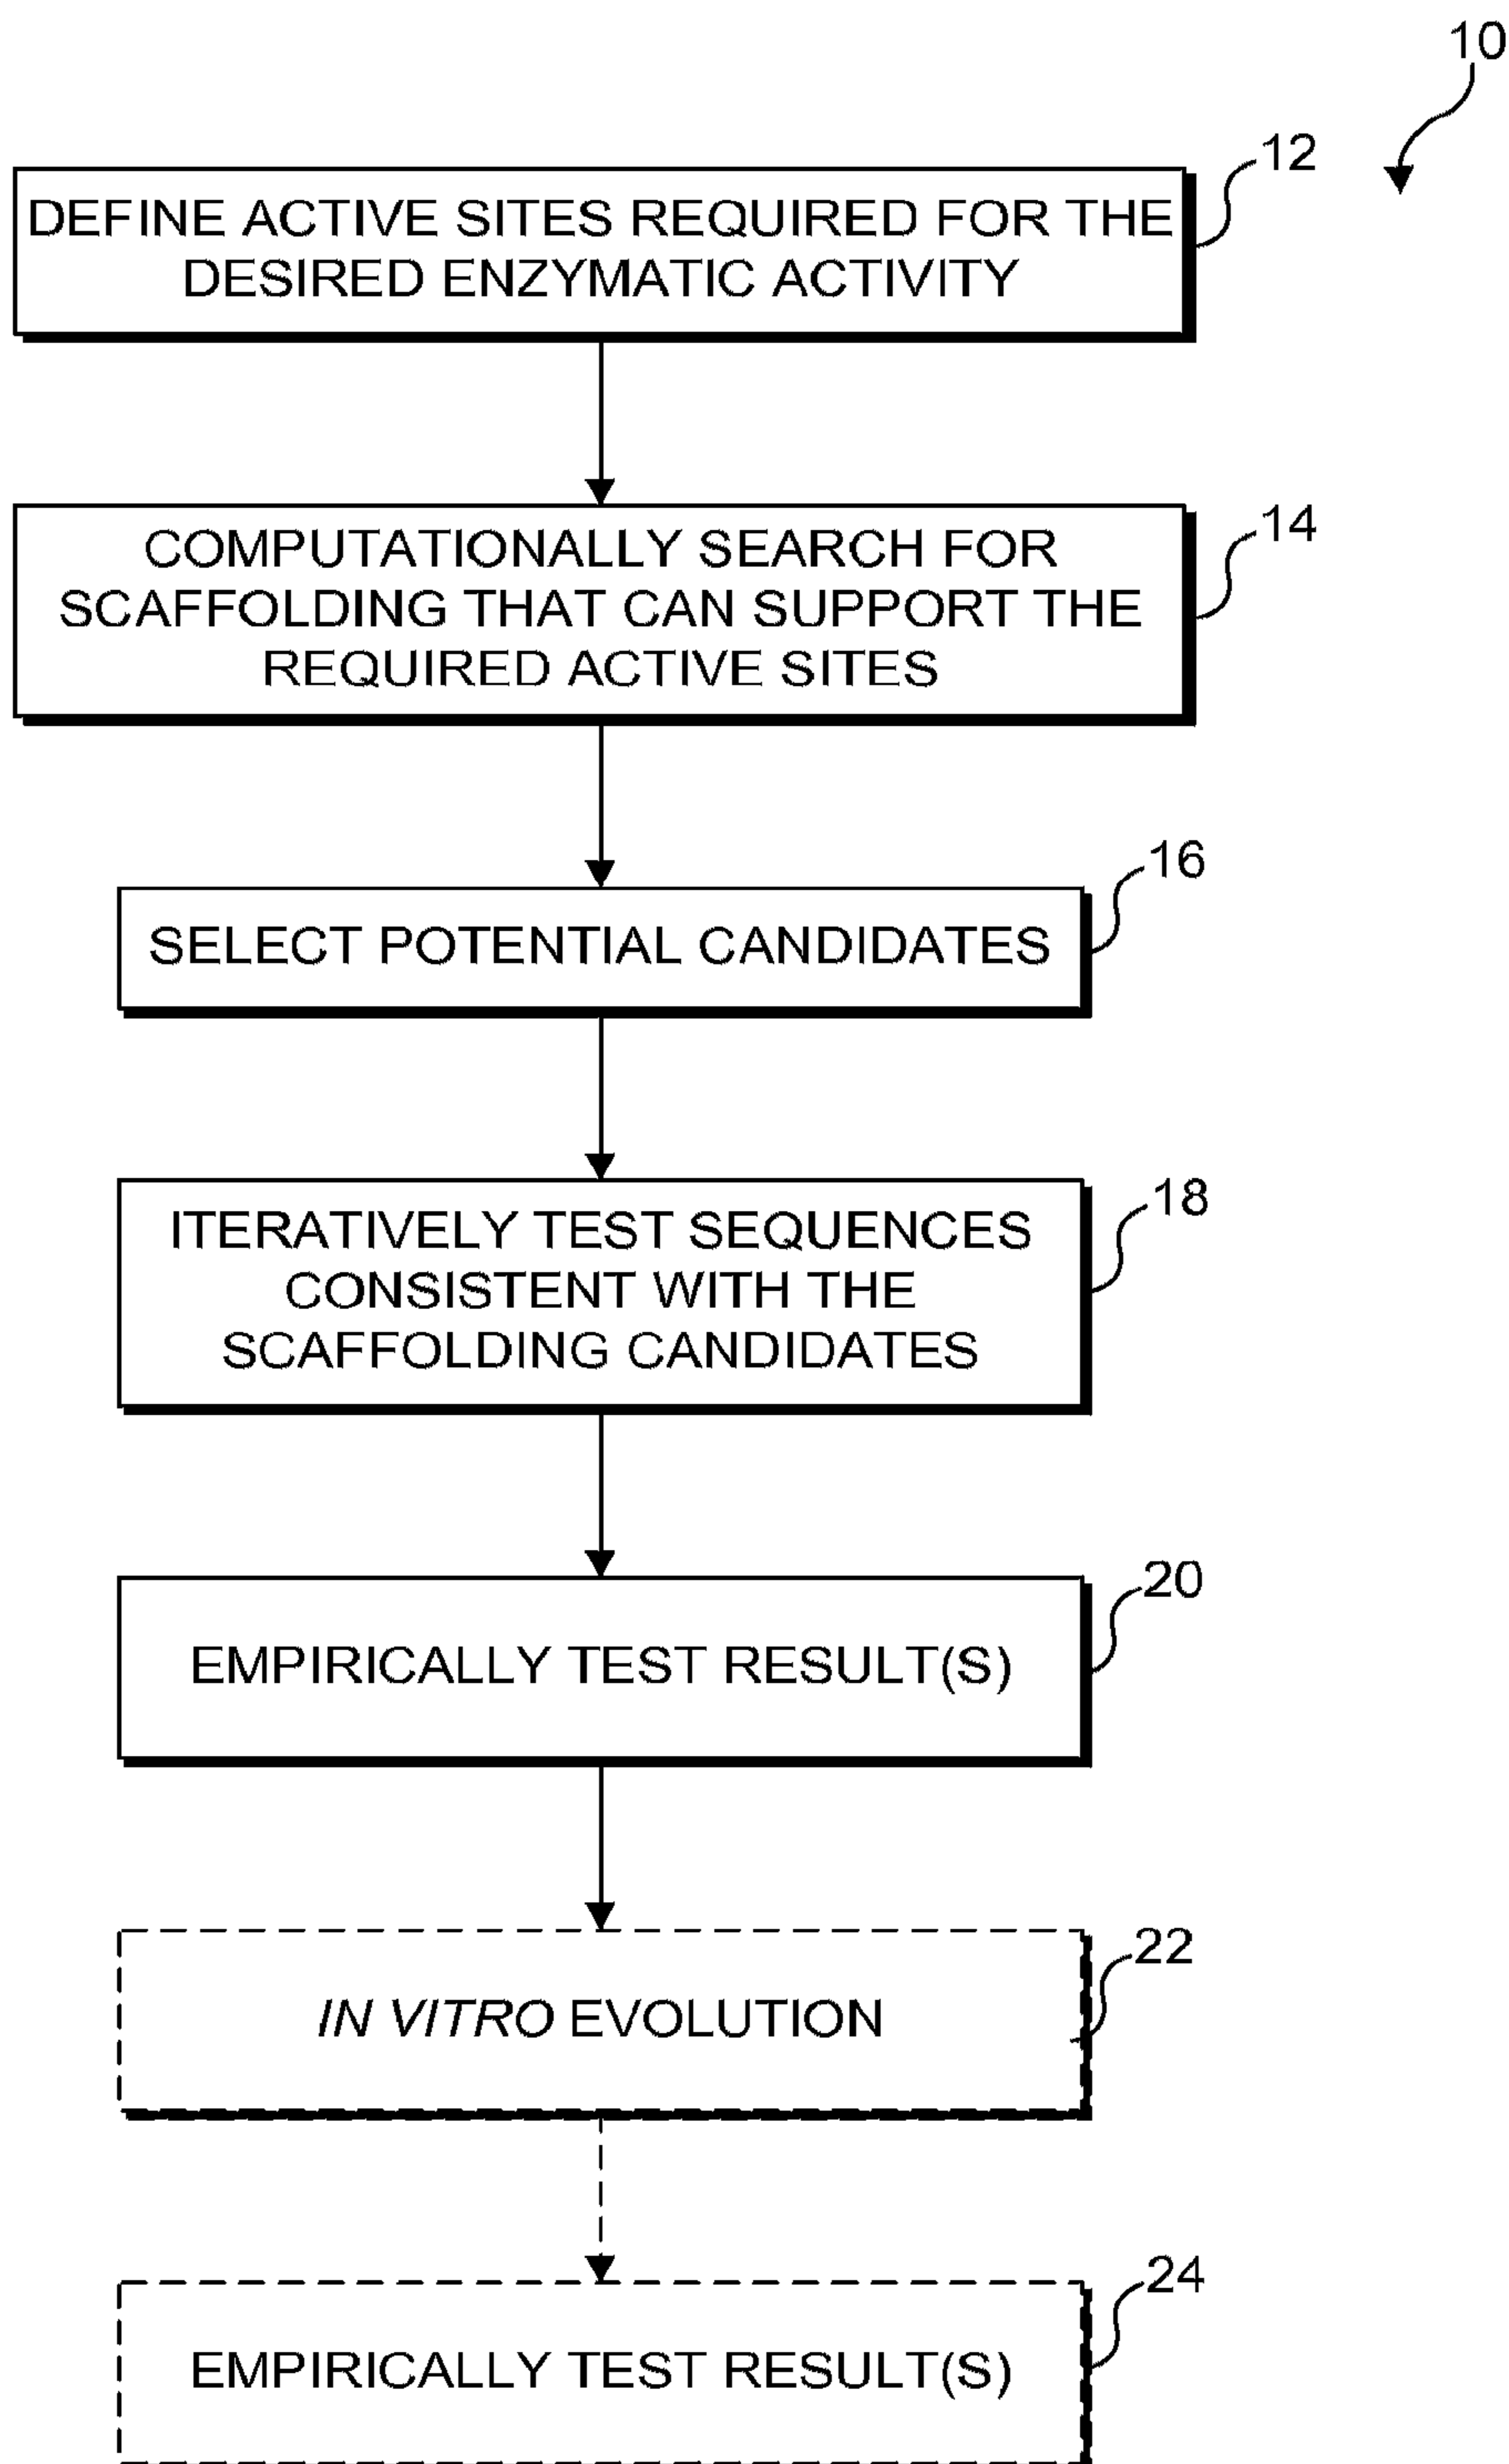 10
12
DEFINE ACTIVE SITES REQUIRED FOR THE
DESIRED ENZYMATIC ACTIVITY
14
COMPUTATIONALLY SEARCH FOR
SCAFFOLDING THAT CAN SUPPORT THE
REQUIRED ACTIVE SITES
16
SELECT POTENTIAL CANDIDATES
18
ITERATIVELY TEST SEQUENCES
CONSISTENT WITH THE
SCAFFOLDING CANDIDATES
20
EMPIRICALLY TEST RESULT(S)
22
IN VITRO EVOLUTION
24
EMPIRICALLY TEST RESULT(S)